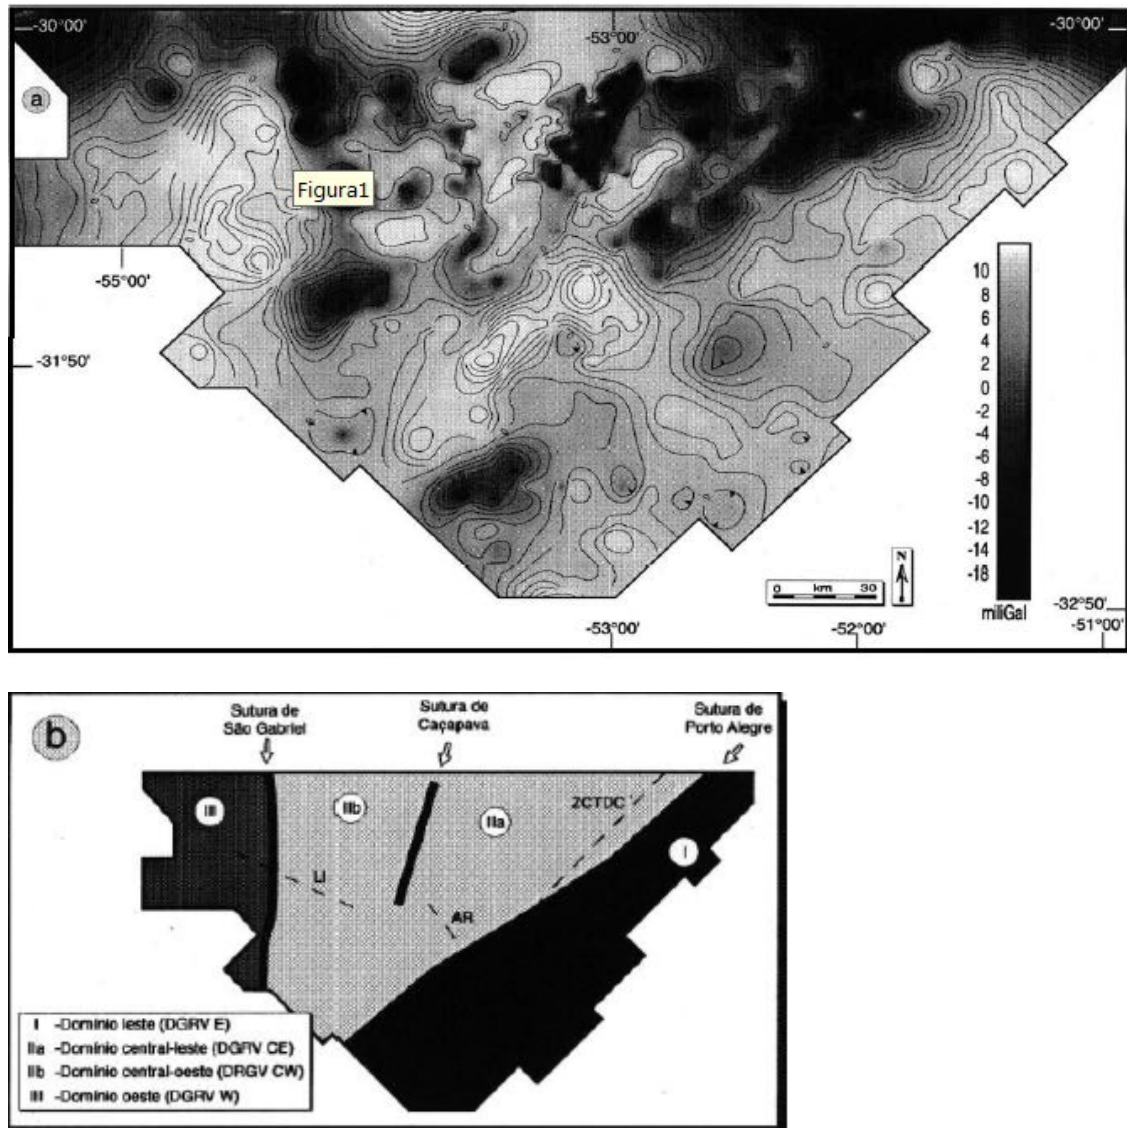 -30°00'
-53°00'
-30°00'
a
Figura1
-55°00'
-31°50'
10
8
6
4
2
0
-2
-4
-6
-8
-10
-12
-14
-18
miliGal
0 km 30
N
-32°50'
-53°00'
-52°00'
-51°00'
b
Sutura de
São Gabriel
Sutura de
Caçapava
Sutura de
Porto Alegre
III
IIb
IIa
ZCTDC
I
LI
AR
I -Domínio leste (DGRV E)
IIa -Domínio central-leste (DGRV CE)
IIb -Domínio central-oeste (DRGV CW)
III -Domínio oeste (DGRV W)